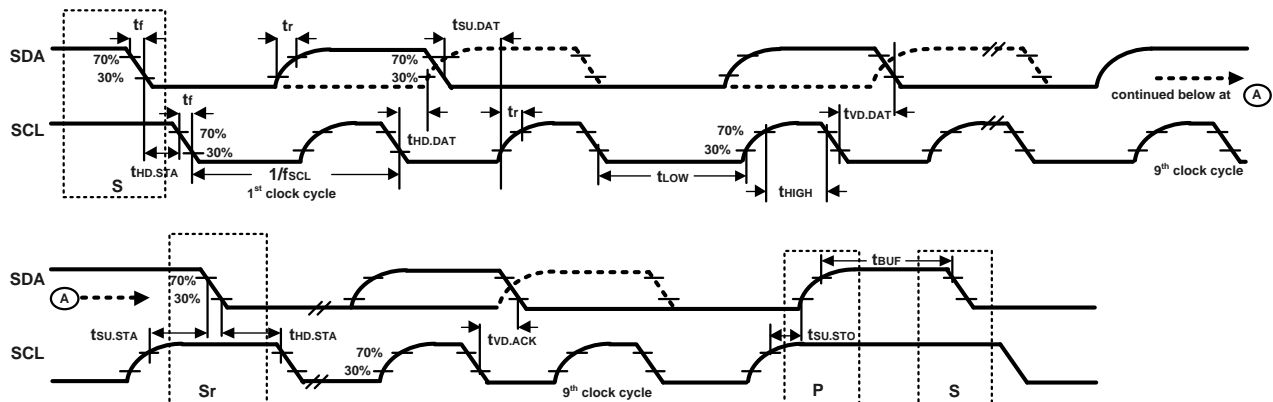 tf
tr
tSU.DAT
SDA
70%
30%
70%
30%
continued below at A
tf
tr
tVD.DAT
SCL
70%
30%
tHD.DAT
70%
30%
tHD.STA
1/fSCL
1st clock cycle
tLOW
tHIGH
9th clock cycle
S
SDA
70%
30%
tBUF
A
tSU.STA
tHD.STA
tVD.ACK
tSU.STO
SCL
70%
30%
9th clock cycle
Sr
P
S